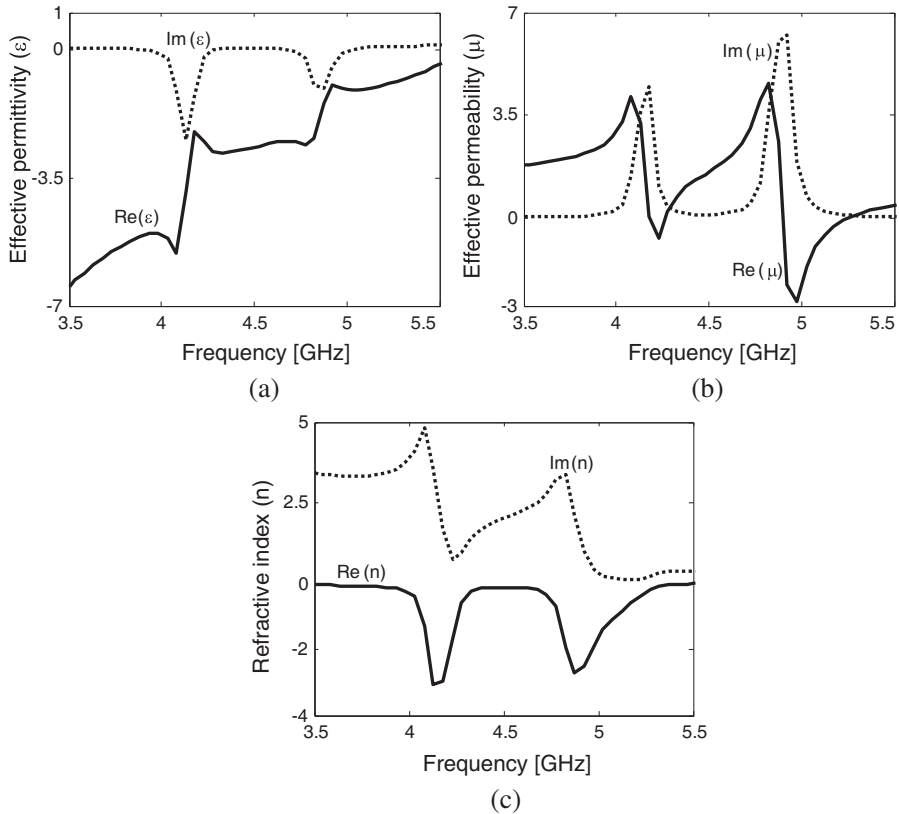 Effective permittivity (ε)
1
0
-3.5
-7
Im (ε)
Re(ε)
3.5
4
4.5
5
5.5
Frequency [GHz]
(a)
Effective permeability (μ)
7
3.5
0
-3
Im (μ)
Re (μ)
3.5
4
4.5
5
5.5
Frequency [GHz]
(b)
Refractive index (n)
5
2.5
0
-2
-4
Im (n)
Re (n)
3.5
4
4.5
5
5.5
Frequency [GHz]
(c)